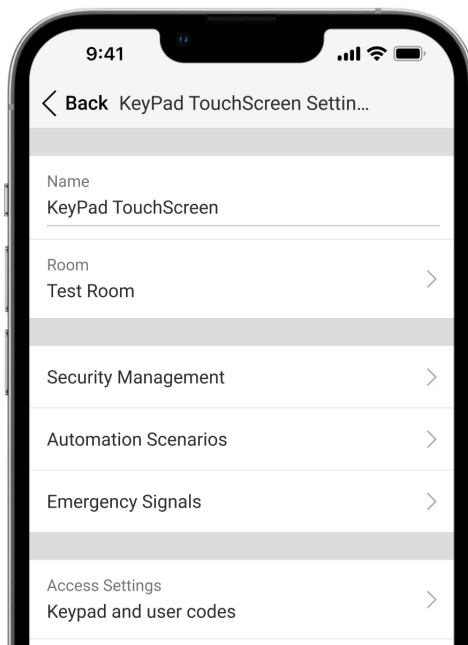 9:41
Back KeyPad TouchScreen Settin...
Name
KeyPad TouchScreen
Room
Test Room
Security Management
Automation Scenarios
Emergency Signals
Access Settings
Keypad and user codes